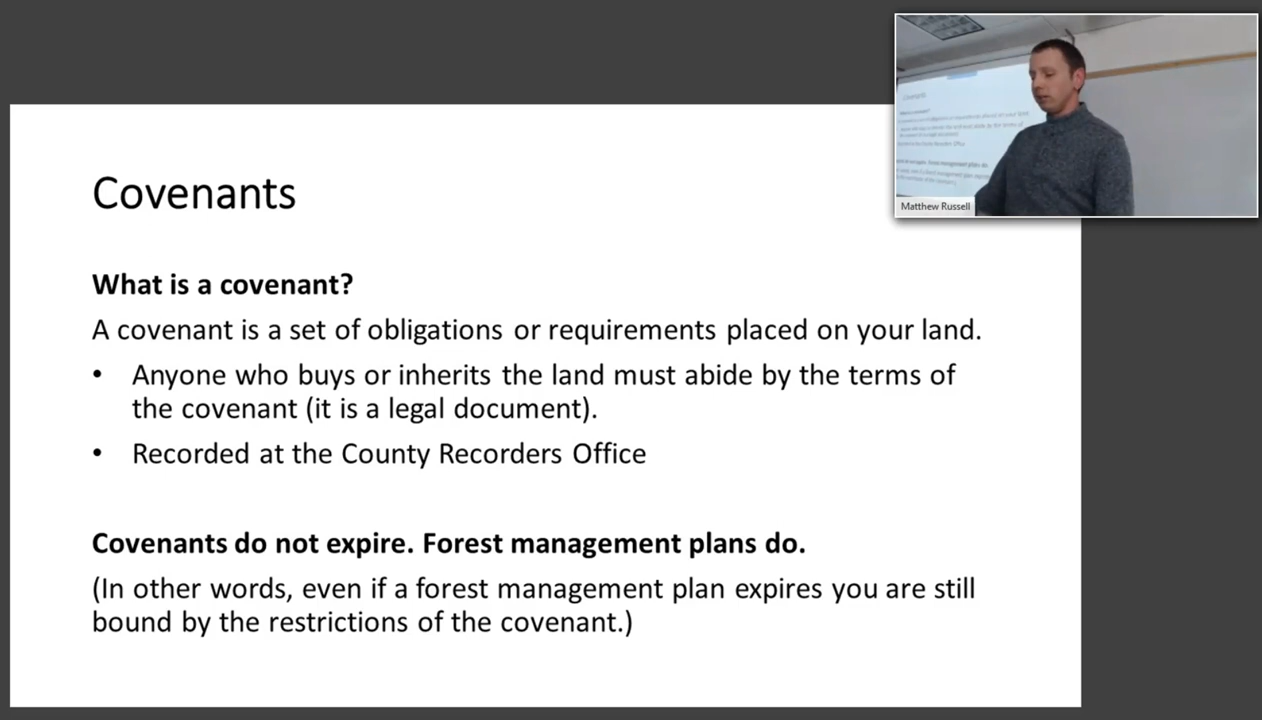 Covenants
What is a covenant?
A covenant is a set of obligations or requirements placed on your land.
• Anyone who buys or inherits the land must abide by the terms of
the covenant (it is a legal document).
• Recorded at the County Recorders Office
Covenants do not expire. Forest management plans do.
(In other words, even if a forest management plan expires you are still
bound by the restrictions of the covenant.)
Matthew Russell